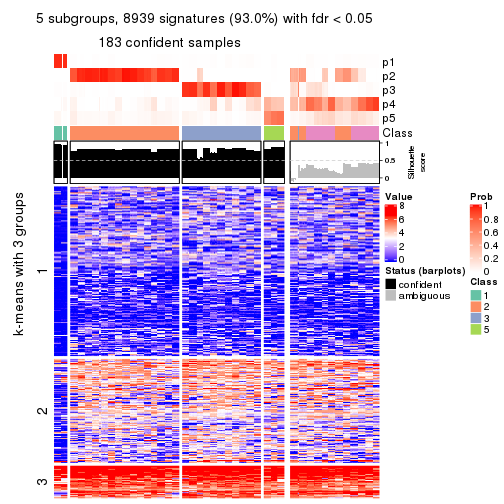 5 subgroups, 8939 signatures (93.0%) with fdr < 0.05
183 confident samples
p1
p2
p3
p4
p5
Class
1
0.5
0
Silhouette
score
k-means with 3 groups
1
2
3
Value
8
6
4
2
0
Status (barplots)
confident
ambiguous
Prob
1
0.8
0.6
0.4
0.2
0
Class
1
2
3
5